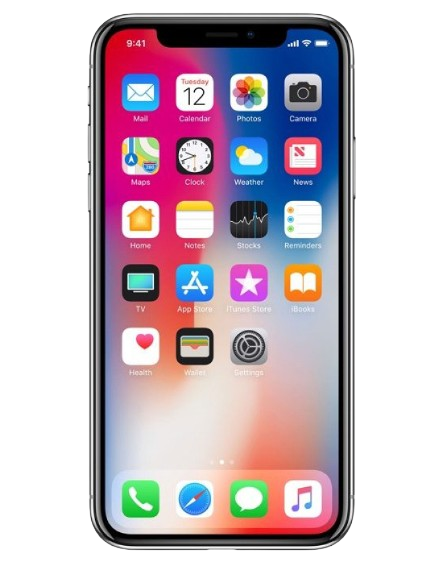 9:41
Tuesday
12
Mail
Calendar
Photos
Camera
280
Maps
Clock
Weather
News
Home
Notes
Stocks
Reminders
TV
App Store
iTunes Store
iBooks
Health
Wallet
Settings